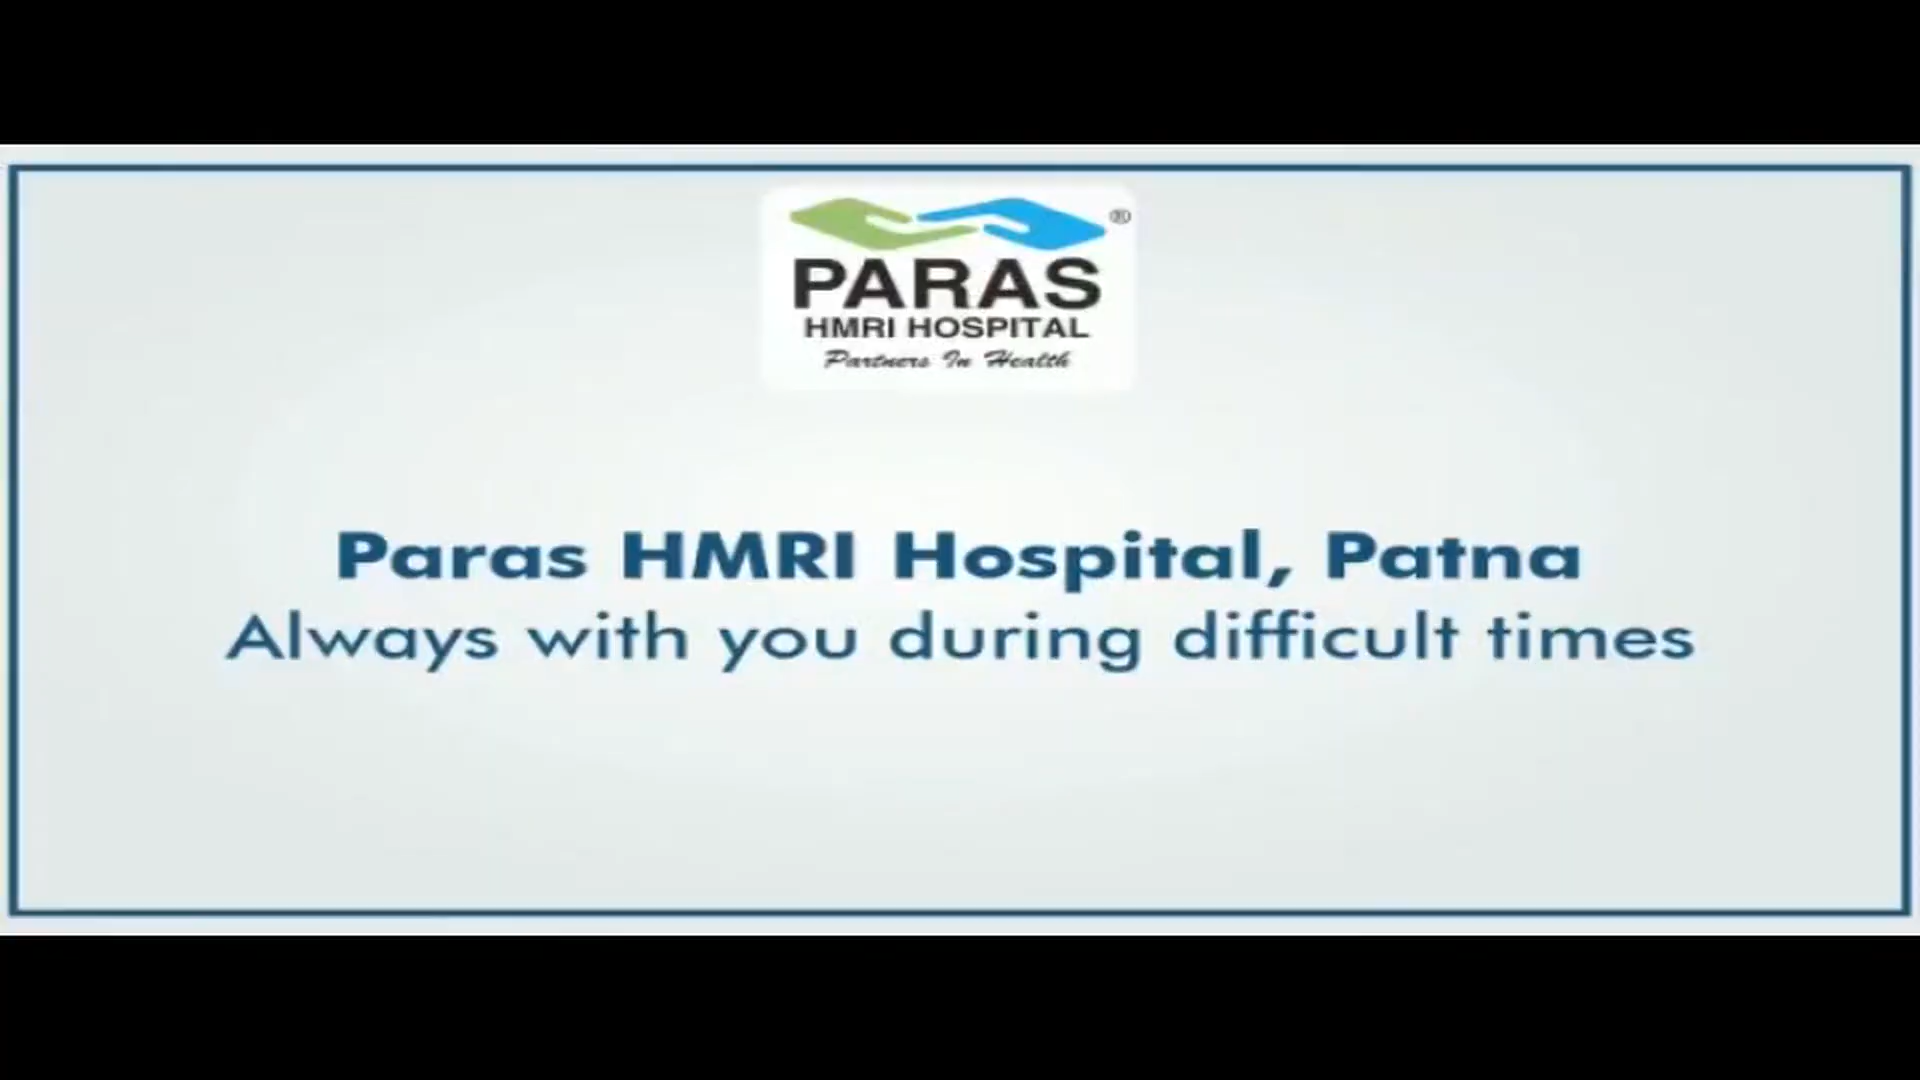 ®
PARAS
HMRI HOSPITAL
Partners In Health
Paras HMRI Hospital, Patna
Always with you during difficult times